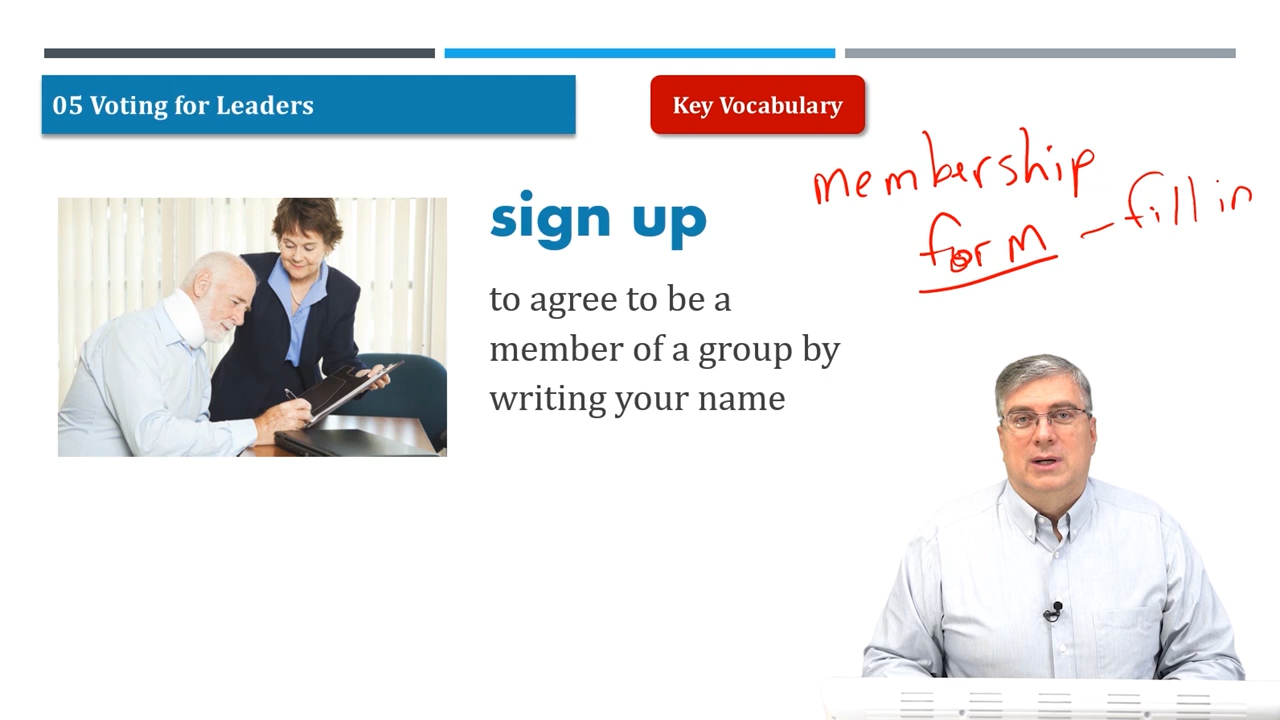 05 Voting for Leaders
Key Vocabulary
membership
form – fill in
sign up
to agree to be a
member of a group by
writing your name